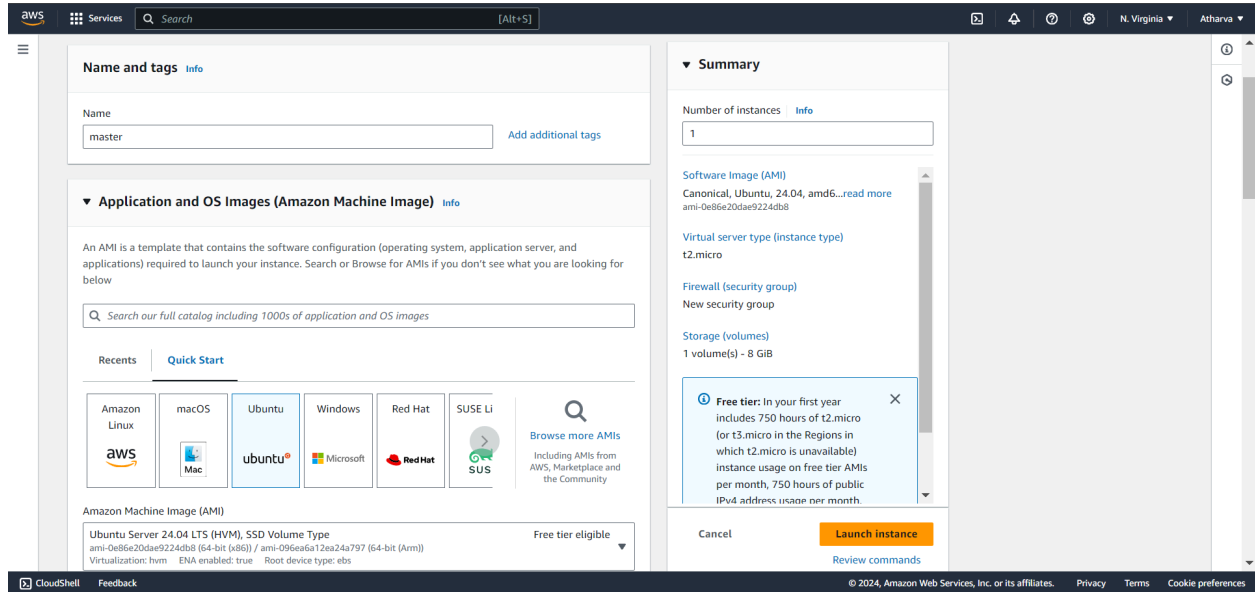 aws
Services
Search
[Alt+S]
N. Virginia
Atharva
Name and tags Info
Name
master
Add additional tags
Application and OS Images (Amazon Machine Image) Info
An AMI is a template that contains the software configuration (operating system, application server, and
applications) required to launch your instance. Search or Browse for AMIs if you don't see what you are looking for
below
Search our full catalog including 1000s of application and OS images
Recents
Quick Start
Amazon
Linux
aws
macOS
Mac
Ubuntu
ubuntu®
Windows
Microsoft
Red Hat
Red Hat
SUSE Li
SUS
Browse more AMIs
Including AMIs from
AWS, Marketplace and
the Community
Amazon Machine Image (AMI)
Ubuntu Server 24.04 LTS (HVM), SSD Volume Type
Free tier eligible
ami-0e86e20dae9224db8 (64-bit (x86)) / ami-096ea6a12ea24a797 (64-bit (Arm))
Virtualization: hvm ENA enabled: true Root device type: ebs
Summary
Number of instances Info
1
Software Image (AMI)
Canonical, Ubuntu, 24.04, amd6...read more
ami-0e86e20dae9224db8
Virtual server type (instance type)
t2.micro
Firewall (security group)
New security group
Storage (volumes)
1 volume(s) - 8 GiB
Free tier: In your first year
includes 750 hours of t2.micro
(or t3.micro in the Regions in
which t2.micro is unavailable)
instance usage on free tier AMIs
per month, 750 hours of public
IPv4 address usage per month,
Cancel
Launch instance
Review commands
CloudShell
Feedback
© 2024, Amazon Web Services, Inc. or its affiliates.
Privacy
Terms
Cookie preferences